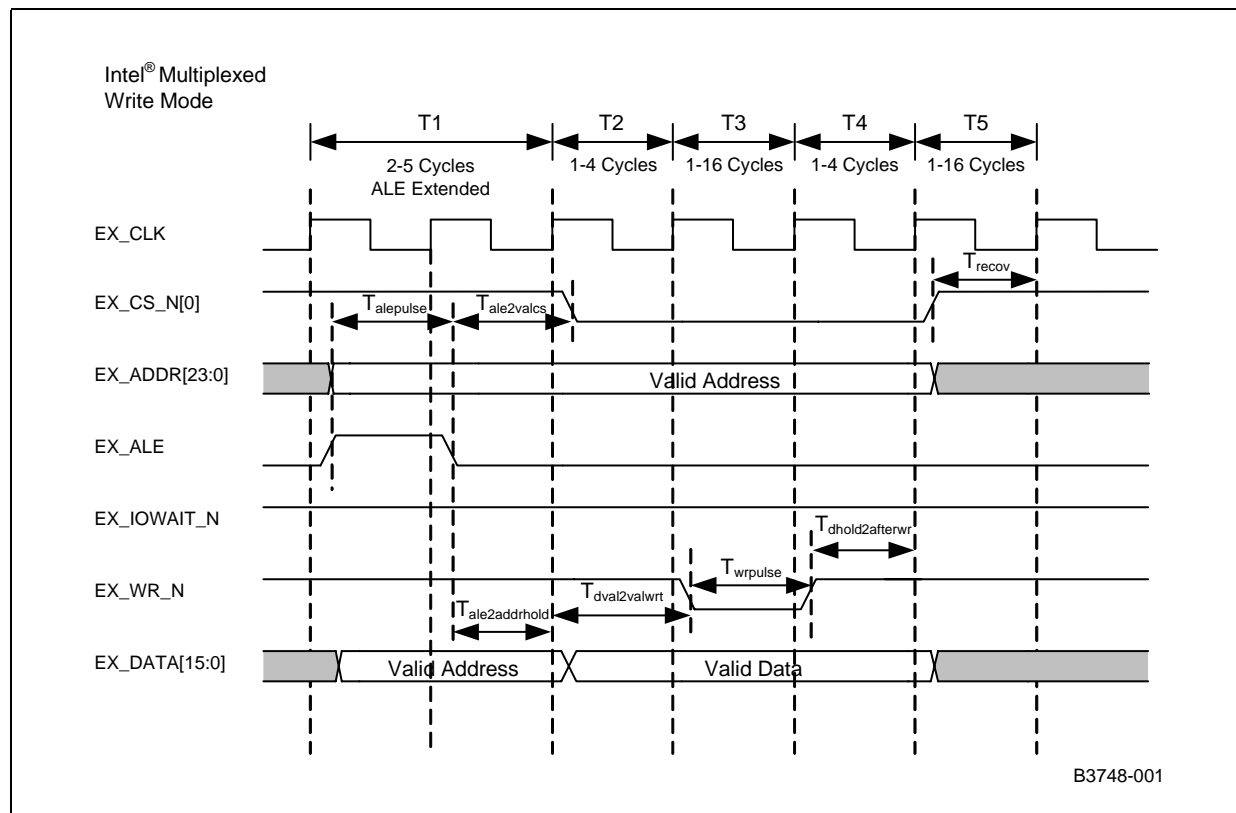 Intel® Multiplexed
Write Mode
T1 T2 T3 T4 T5
2-5 Cycles 1-4 Cycles 1-16 Cycles 1-4 Cycles 1-16 Cycles
ALE Extended
EX_CLK
Trecov
EX_CS_N[0]
Talepulse Tale2valcs
EX_ADDR[23:0]
Valid Address
EX_ALE
EX_IOWAIT_N
Tdhold2afterwr
EX_WR_N
Twrpulse
Tdval2valwrt
Tale2addrhold
EX_DATA[15:0]
Valid Address Valid Data
B3748-001